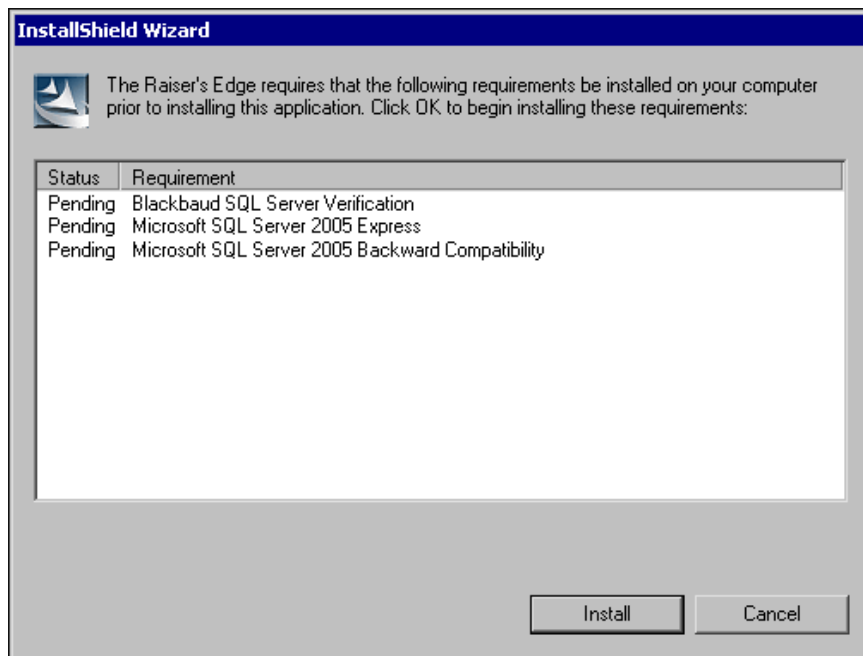 InstallShield Wizard
The Raiser's Edge requires that the following requirements be installed on your computer
prior to installing this application. Click OK to begin installing these requirements:
Status Requirement
Pending Blackbaud SQL Server Verification
Pending Microsoft SQL Server 2005 Express
Pending Microsoft SQL Server 2005 Backward Compatibility
Install Cancel